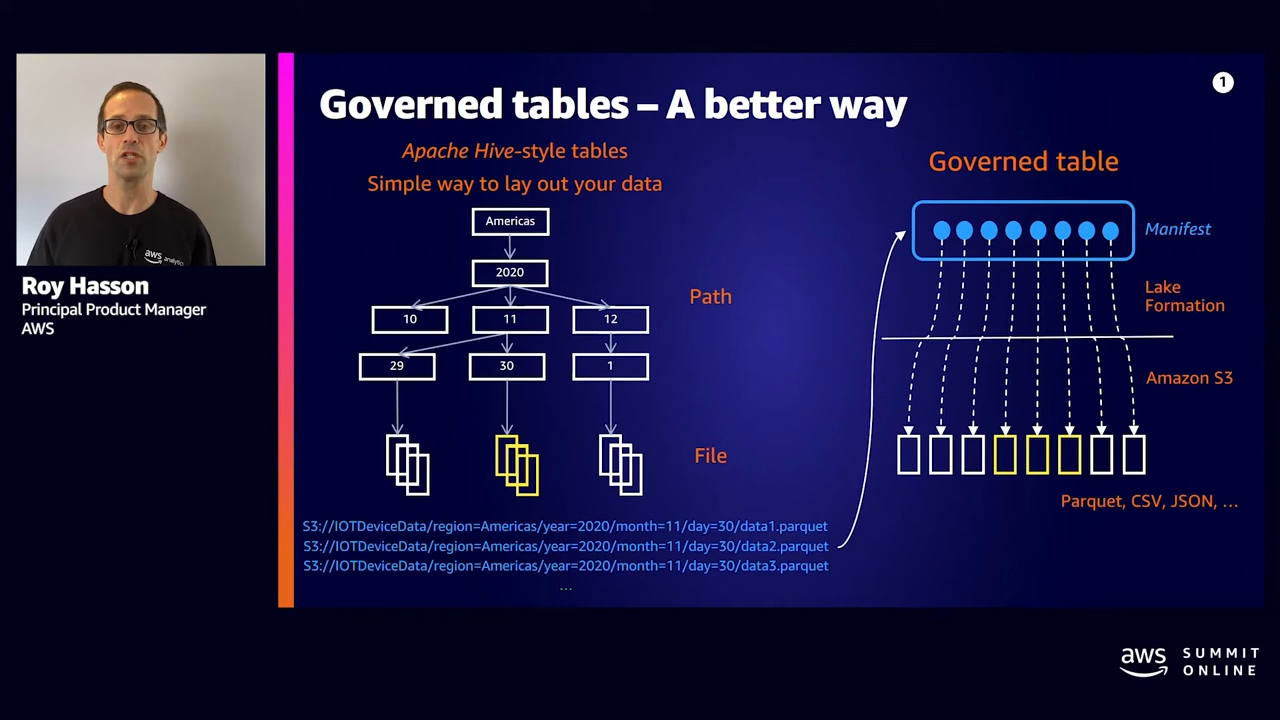 Governed tables – A better way
1
Apache Hive-style tables
Simple way to lay out your data
Americas
2020
10
11
12
29
30
1
Path
File
S3://IOTDeviceData/region=Americas/year=2020/month=11/day=30/data1.parquet
S3://IOTDeviceData/region=Americas/year=2020/month=11/day=30/data2.parquet
S3://IOTDeviceData/region=Americas/year=2020/month=11/day=30/data3.parquet
...
Governed table
Manifest
Lake
Formation
Amazon S3
Parquet, CSV, JSON, ...
aws analytics
Roy Hasson
Principal Product Manager
AWS
aws SUMMIT
ONLINE